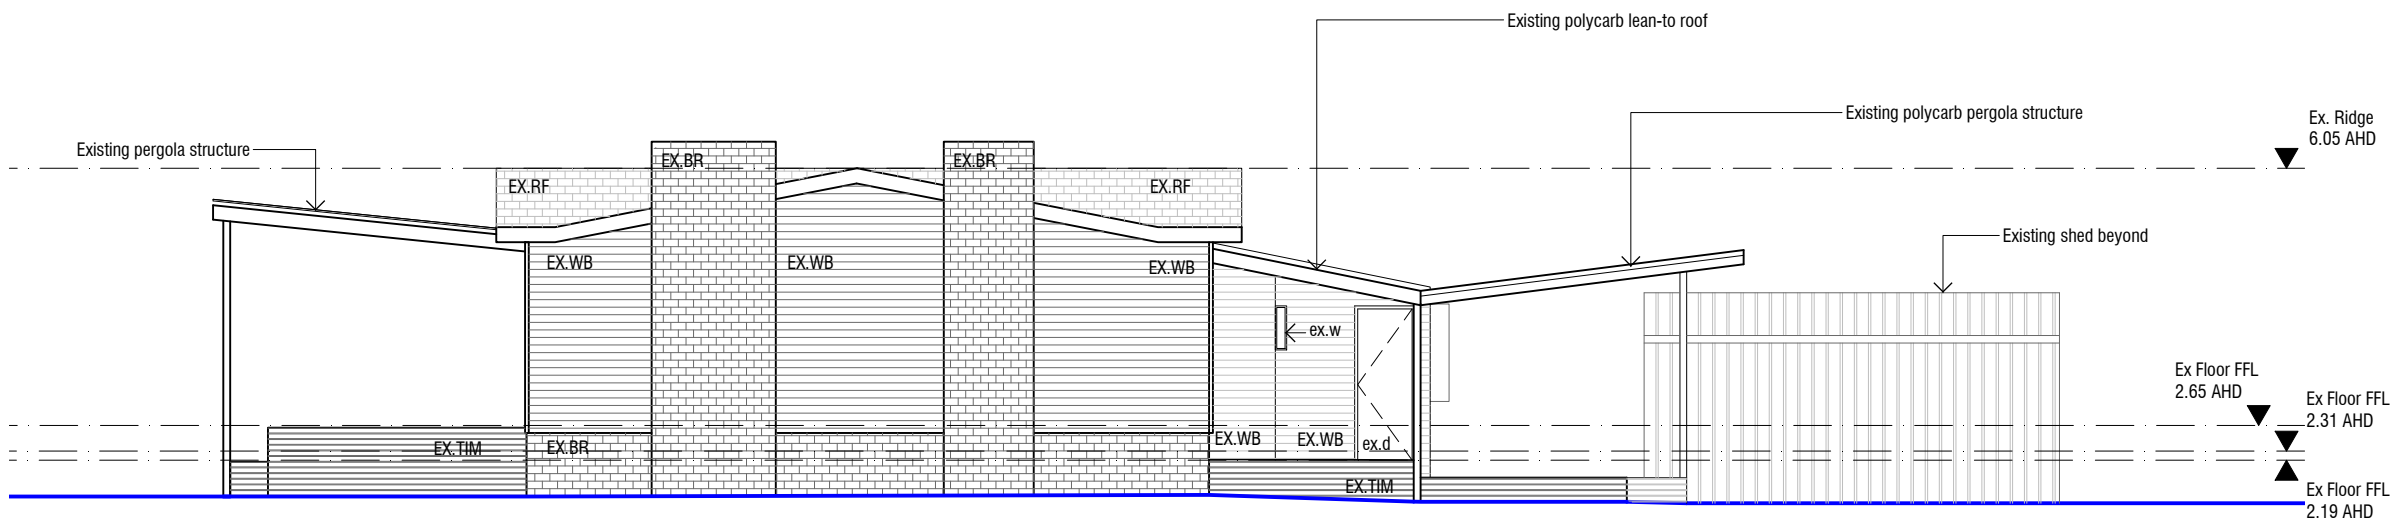 Existing polycarb lean-to roof
Existing polycarb pergola structure
Ex. Ridge
6.05 AHD
Existing pergola structure
EX.BR
EX.BR
EX.RF
EX.RF
Existing shed beyond
EX.WB
EX.WB
EX.WB
ex.w
Ex Floor FFL
2.65 AHD
Ex Floor FFL
2.31 AHD
EX.TIM
EX.BR
EX.WB
EX.WB
ex.d
EX.TIM
Ex Floor FFL
2.19 AHD